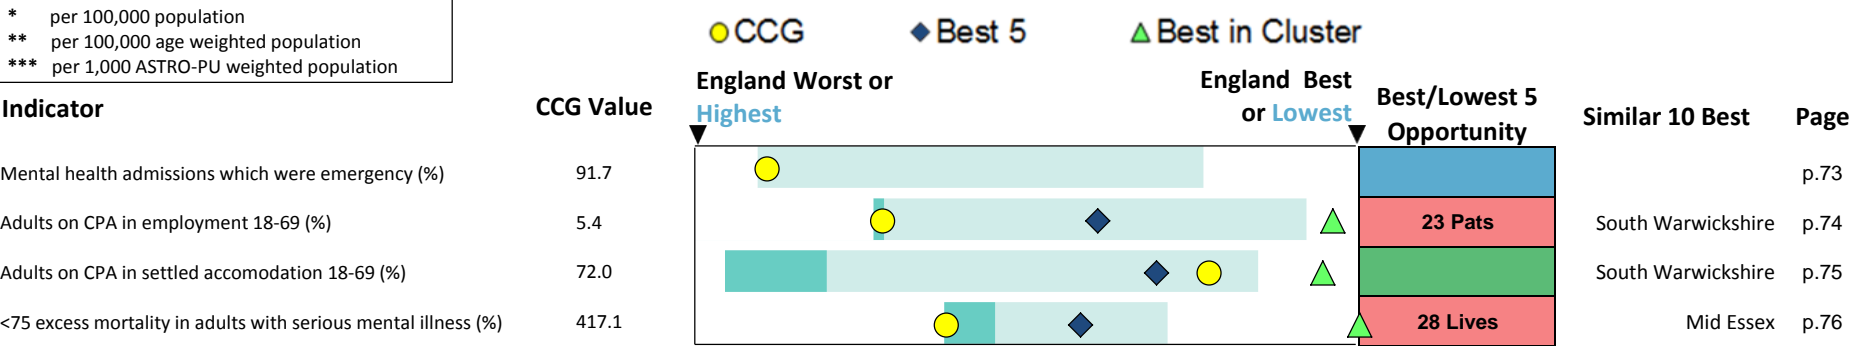 * per 100,000 population
** per 100,000 age weighted population
*** per 1,000 ASTRO-PU weighted population
CCG Best 5 Best in Cluster
Indicator
CCG Value
England Worst or
Highest
England Best
or Lowest
Best/Lowest 5
Opportunity
Similar 10 Best
Page
Mental health admissions which were emergency (%) 91.7 p.73
Adults on CPA in employment 18-69 (%) 5.4 23 Pats South Warwickshire p.74
Adults on CPA in settled accomodation 18-69 (%) 72.0 South Warwickshire p.75
<75 excess mortality in adults with serious mental illness (%) 417.1 28 Lives Mid Essex p.76